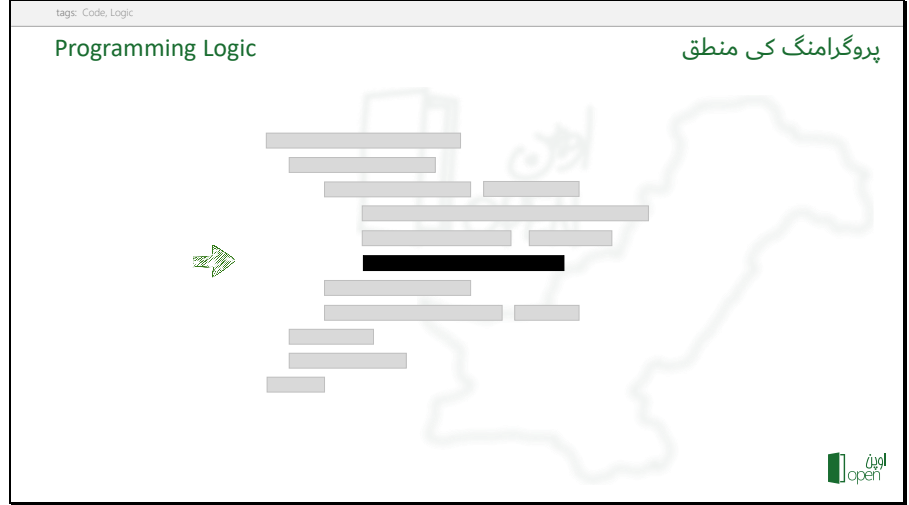 tags: Code, Logic
Programming Logic
پروگرامنگ کی منطق
اوپن
open